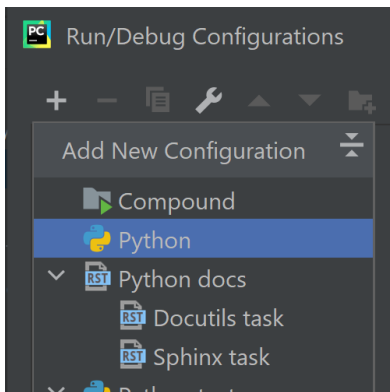 PC
Run/Debug Configurations
Add New Configuration
Compound
Python
RST Python docs
RST Docutils task
RST Sphinx task